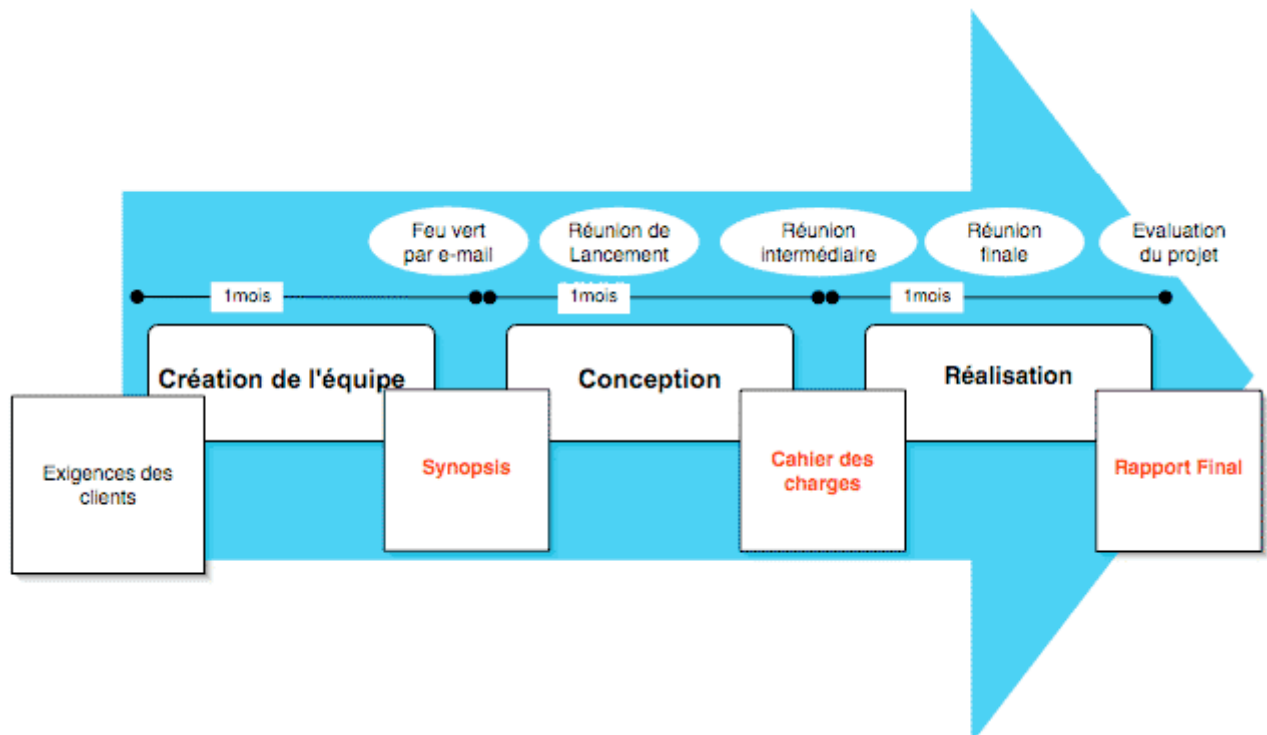 Feu vert
par e-mail
Réunion de
Lancement
Réunion
intermédiaire
Réunion
finale
Evaluation
du projet
1mois
1mois
1mois
Création de l'équipe
Conception
Réalisation
Exigences des
clients
Synopsis
Cahier des
charges
Rapport Final